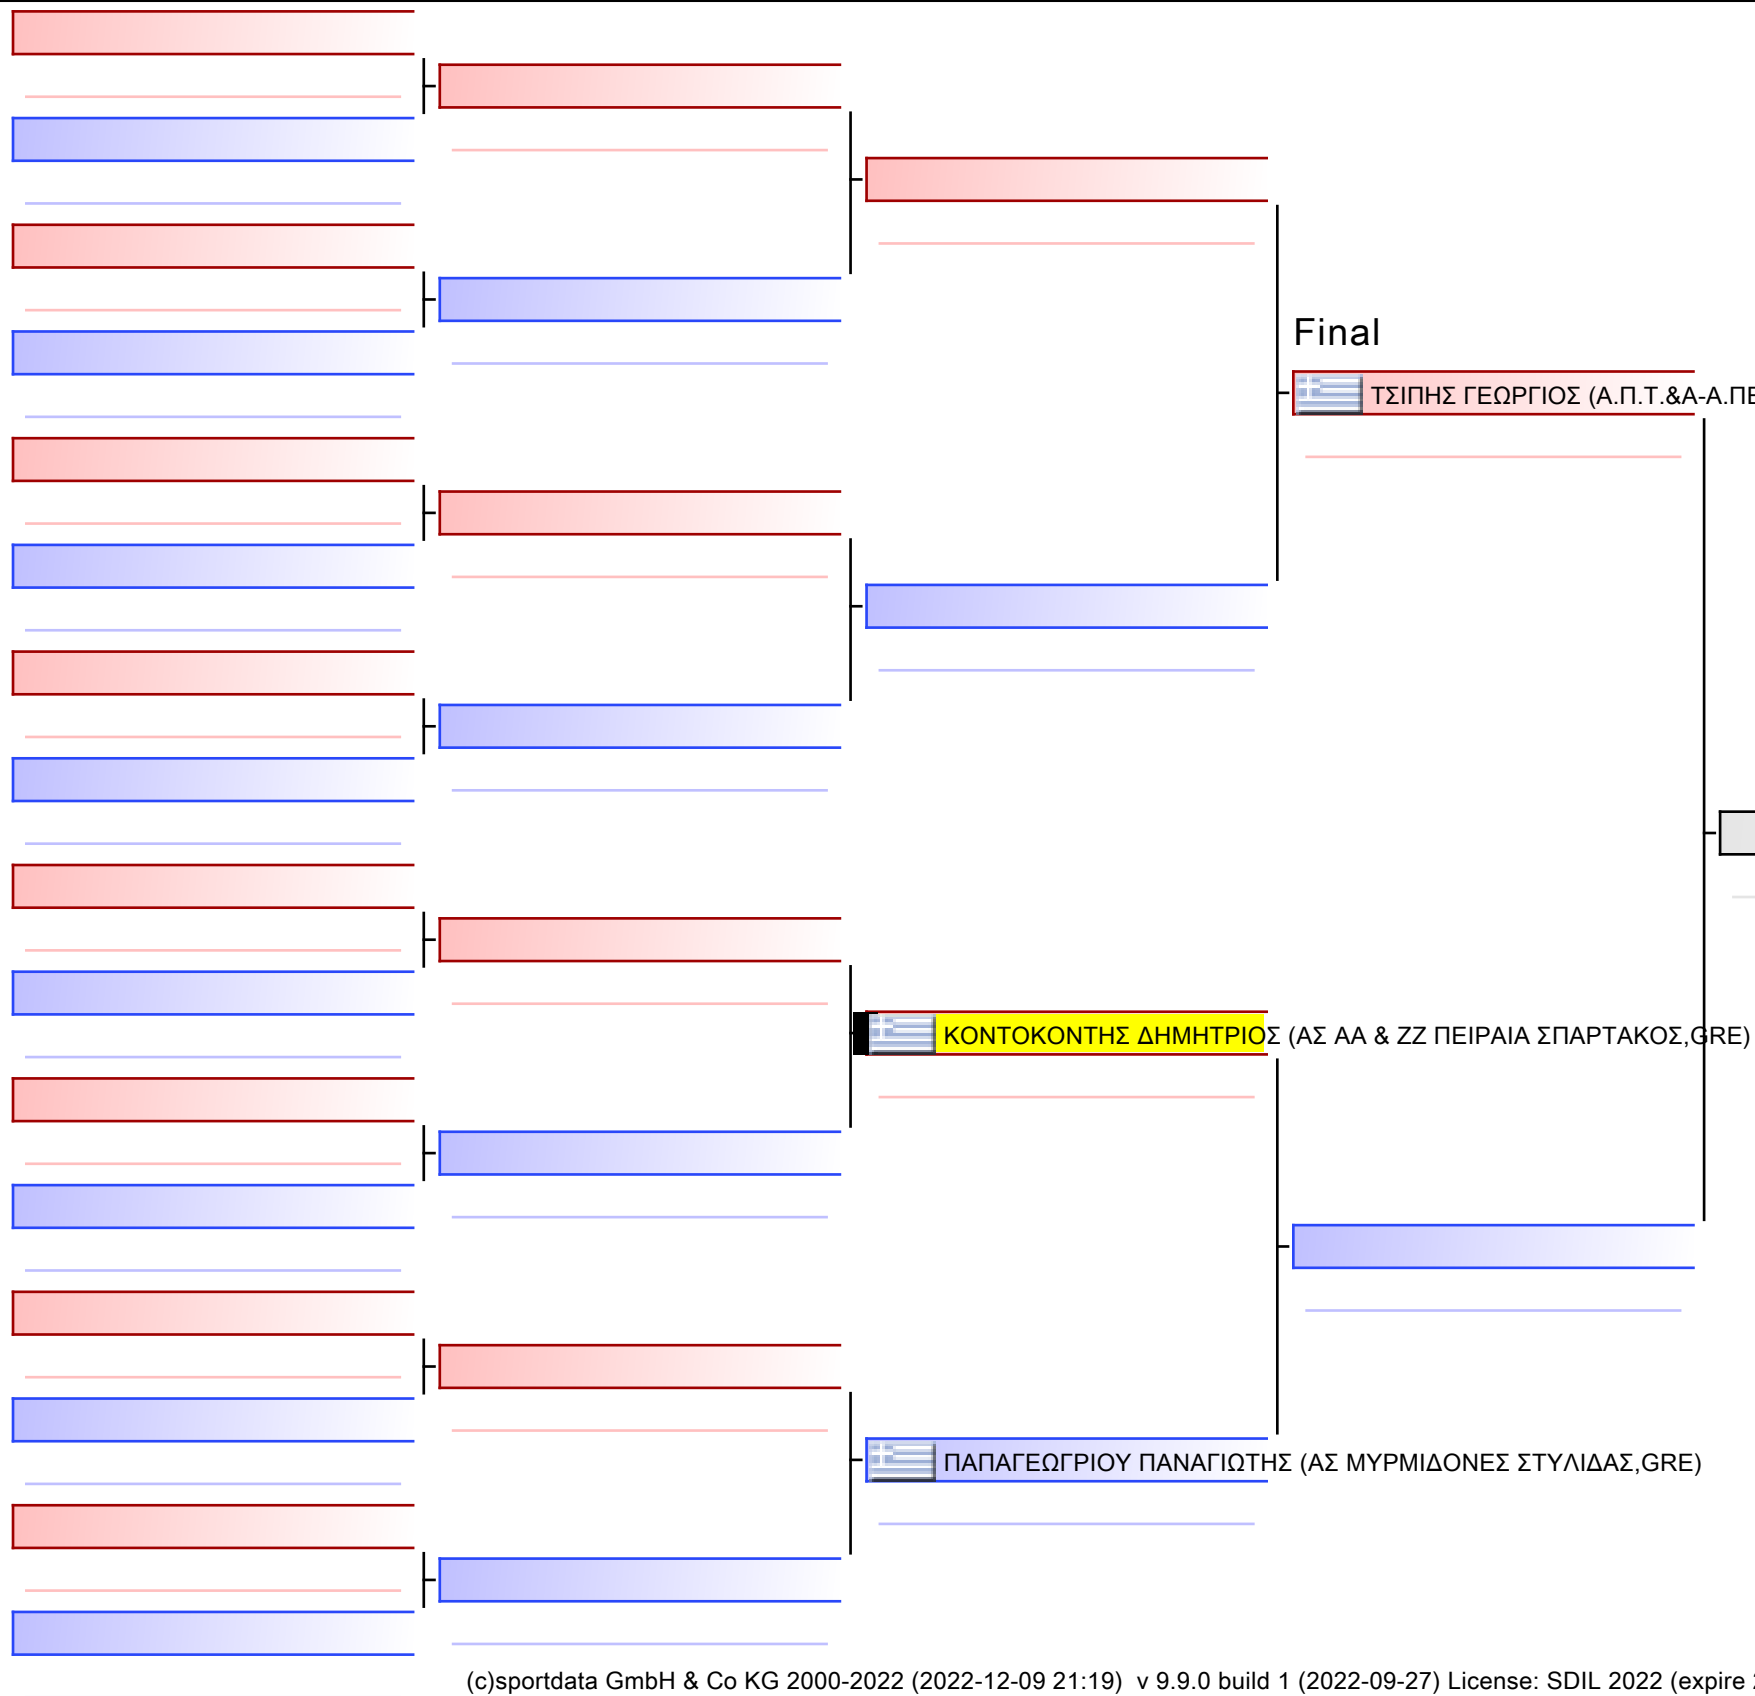 Final
ΤΣΙΠΗΣ ΓΕΩΡΓΙΟΣ (Α.Π.Τ.&Α-Α.ΠΕ
ΚΟΝΤΟΚΟΝΤΗΣ ΔΗΜΗΤΡΙΟΣ (ΑΣ ΑΑ & ΖΖ ΠΕΙΡΑΙΑ ΣΠΑΡΤΑΚΟΣ,GRE)
ΠΑΠΑΓΕΩΓΡΙΟΥ ΠΑΝΑΓΙΩΤΗΣ (ΑΣ ΜΥΡΜΙΔΟΝΕΣ ΣΤΥΛΙΔΑΣ,GRE)
(c)sportdata GmbH & Co KG 2000-2022 (2022-12-09 21:19) v 9.9.0 build 1 (2022-09-27) License: SDIL 2022 (expire